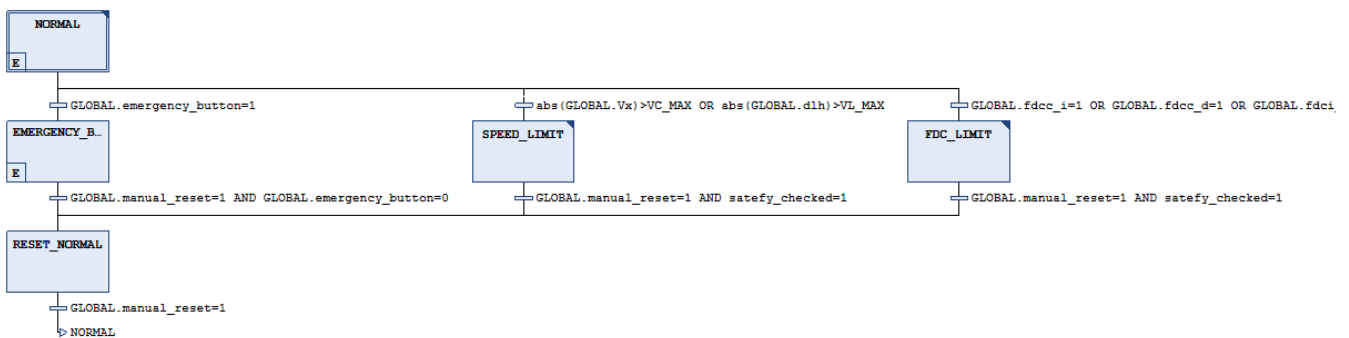 NORMAL
E
GLOBAL.emergency_button=1
abs(GLOBAL.Vx)>VC_MAX OR abs(GLOBAL.dlh)>VL_MAX
GLOBAL.fdcc_i=1 OR GLOBAL.fdcc_d=1 OR GLOBAL.fdci
EMERGENCY_B...
SPEED_LIMIT
FDC_LIMIT
E
GLOBAL.manual_reset=1 AND GLOBAL.emergency_button=0
GLOBAL.manual_reset=1 AND satefy_checked=1
GLOBAL.manual_reset=1 AND satefy_checked=1
RESET_NORMAL
GLOBAL.manual_reset=1
NORMAL